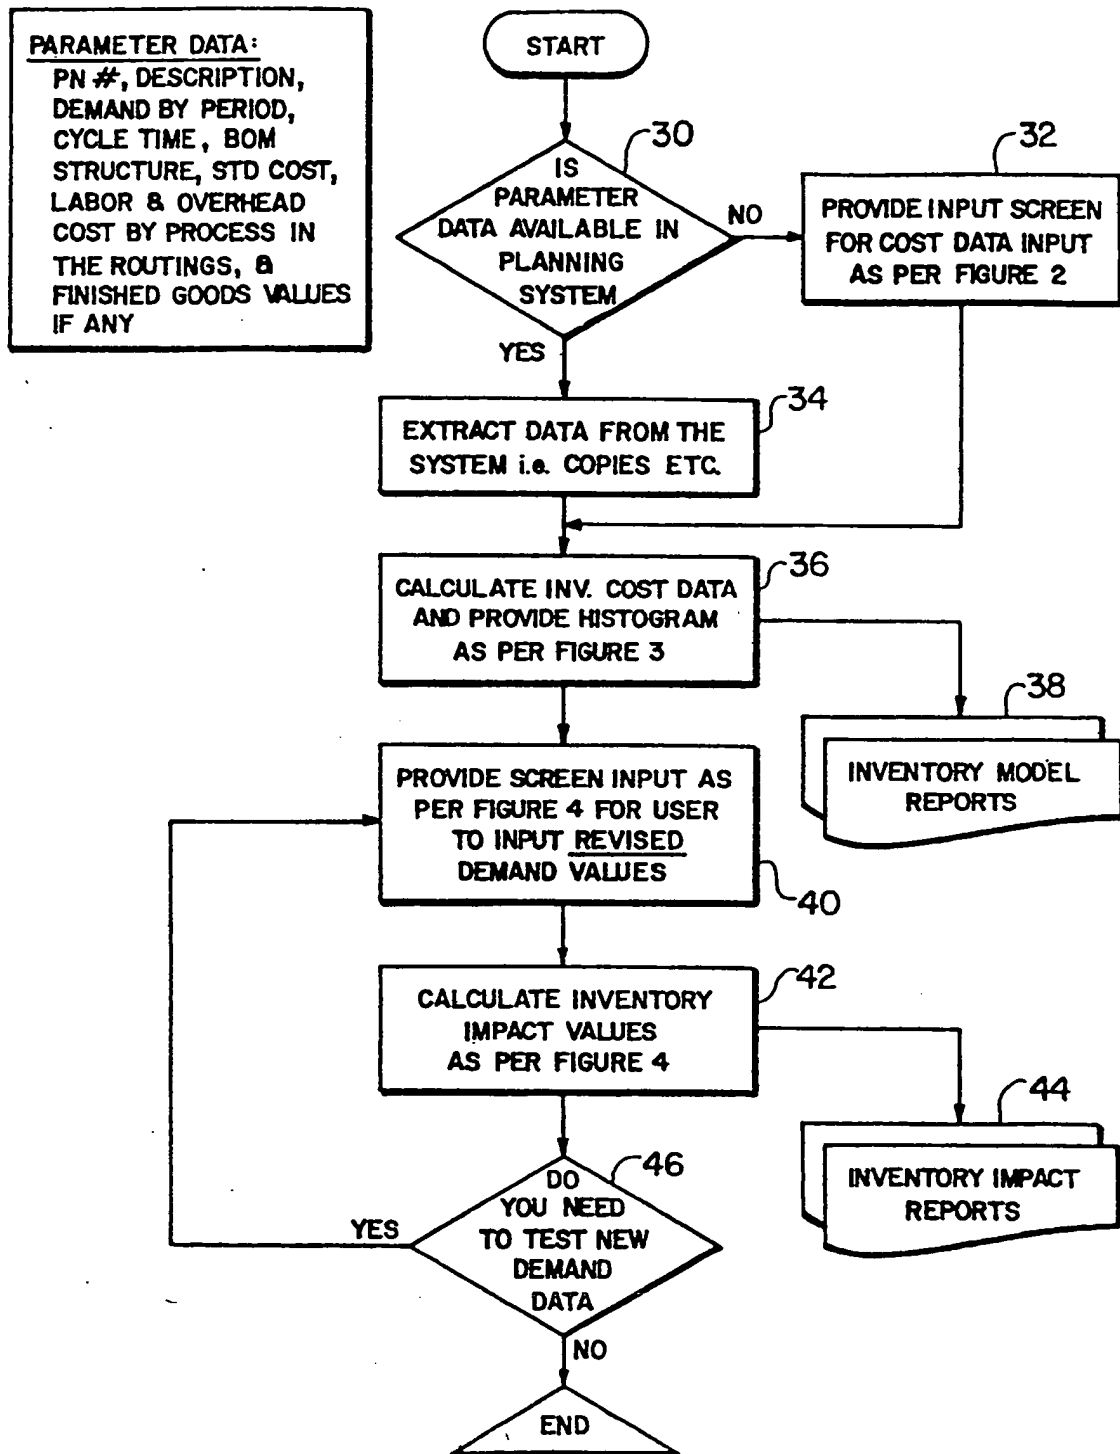 PARAMETER DATA:
PN #, DESCRIPTION,
DEMAND BY PERIOD,
CYCLE TIME, BOM
STRUCTURE, STD COST,
LABOR & OVERHEAD
COST BY PROCESS IN
THE ROUTINGS, &
FINISHED GOODS VALUES
IF ANY
START
30
IS
PARAMETER
DATA AVAILABLE IN
PLANNING
SYSTEM
NO
32
PROVIDE INPUT SCREEN
FOR COST DATA INPUT
AS PER FIGURE 2
YES
34
EXTRACT DATA FROM THE
SYSTEM i.e. COPIES ETC.
36
CALCULATE INV. COST DATA
AND PROVIDE HISTOGRAM
AS PER FIGURE 3
38
INVENTORY MODEL
REPORTS
PROVIDE SCREEN INPUT AS
PER FIGURE 4 FOR USER
TO INPUT REVISED
DEMAND VALUES
40
42
CALCULATE INVENTORY
IMPACT VALUES
AS PER FIGURE 4
44
INVENTORY IMPACT
REPORTS
46
DO
YOU NEED
TO TEST NEW
DEMAND
DATA
YES
NO
END